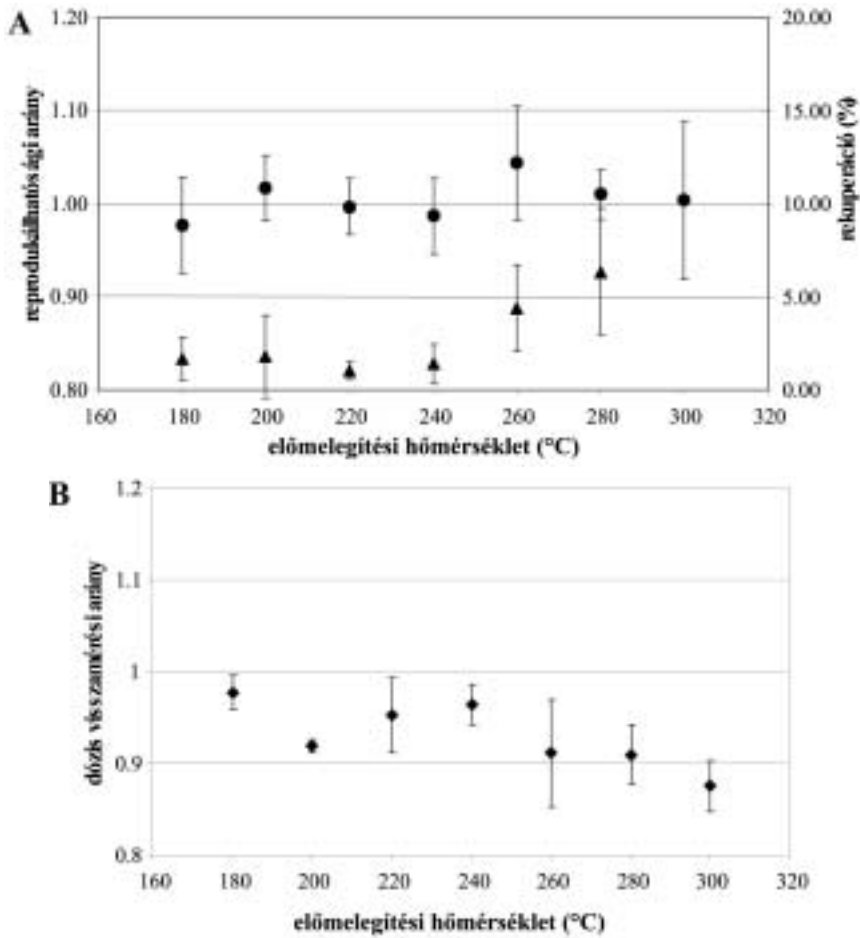 A
1.20
1.10
1.00
0.90
0.80
reprodukálhatósági arány
20.00
15.00
10.00
5.00
0.00
rekuperáció (%)
160 180 200 220 240 260 280 300 320
előmelegítési hőmérséklet (°C)
B
1.2
1.1
1
0.9
0.8
dózis visszamérési arány
160 180 200 220 240 260 280 300 320
előmelegítési hőmérséklet (°C)